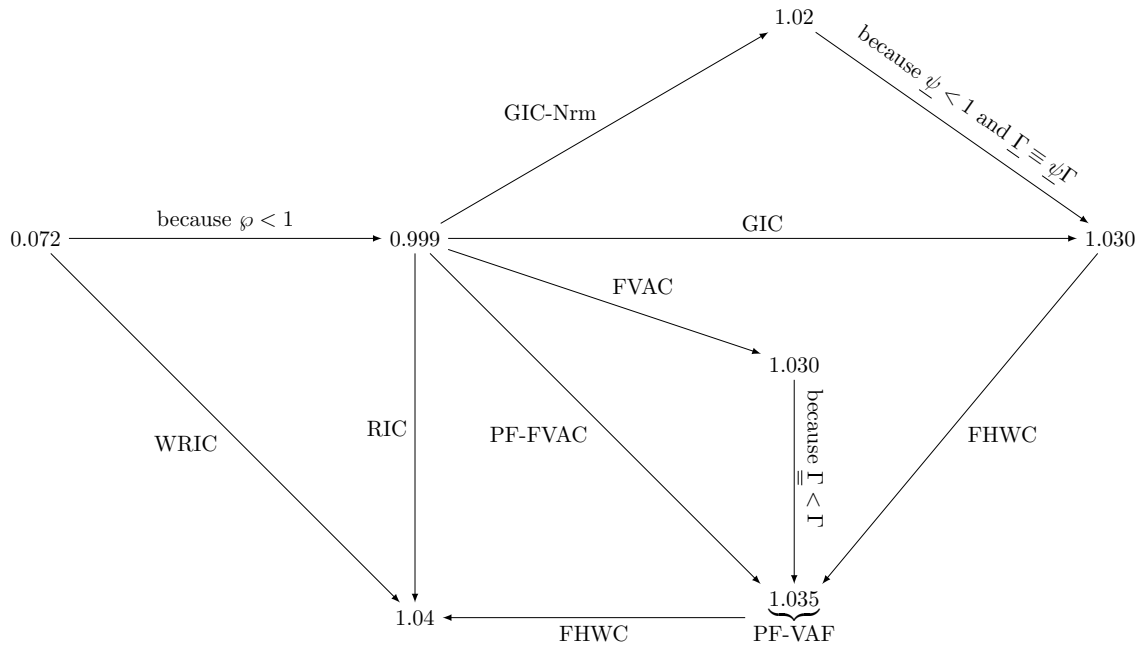 1.02
because ψ̲ < 1 and Γ̲ ≡ ψ̲Γ
GIC-Nrm
because ℘ < 1
GIC
0.072
0.999
1.030
FVAC
1.030
WRIC
RIC
PF-FVAC
because Γ̳ < Γ
FHWC
1.035
1.04
FHWC
PF-VAF